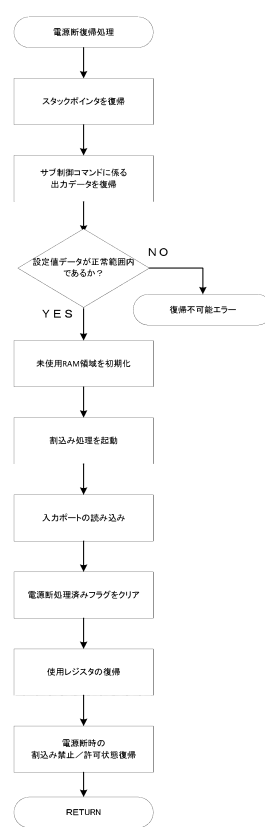 電源断復帰処理
スタックポインタを復帰
サブ制御コマンドに係る
出力データを復帰
設定値データが正常範囲内
であるか？
ＮＯ
復帰不可能エラー
ＹＥＳ
未使用RAM領域を初期化
割込み処理を起動
入力ポートの読み込み
電源断処理済みフラグをクリア
使用レジスタの復帰
電源断時の
割込み禁止／許可状態復帰
RETURN